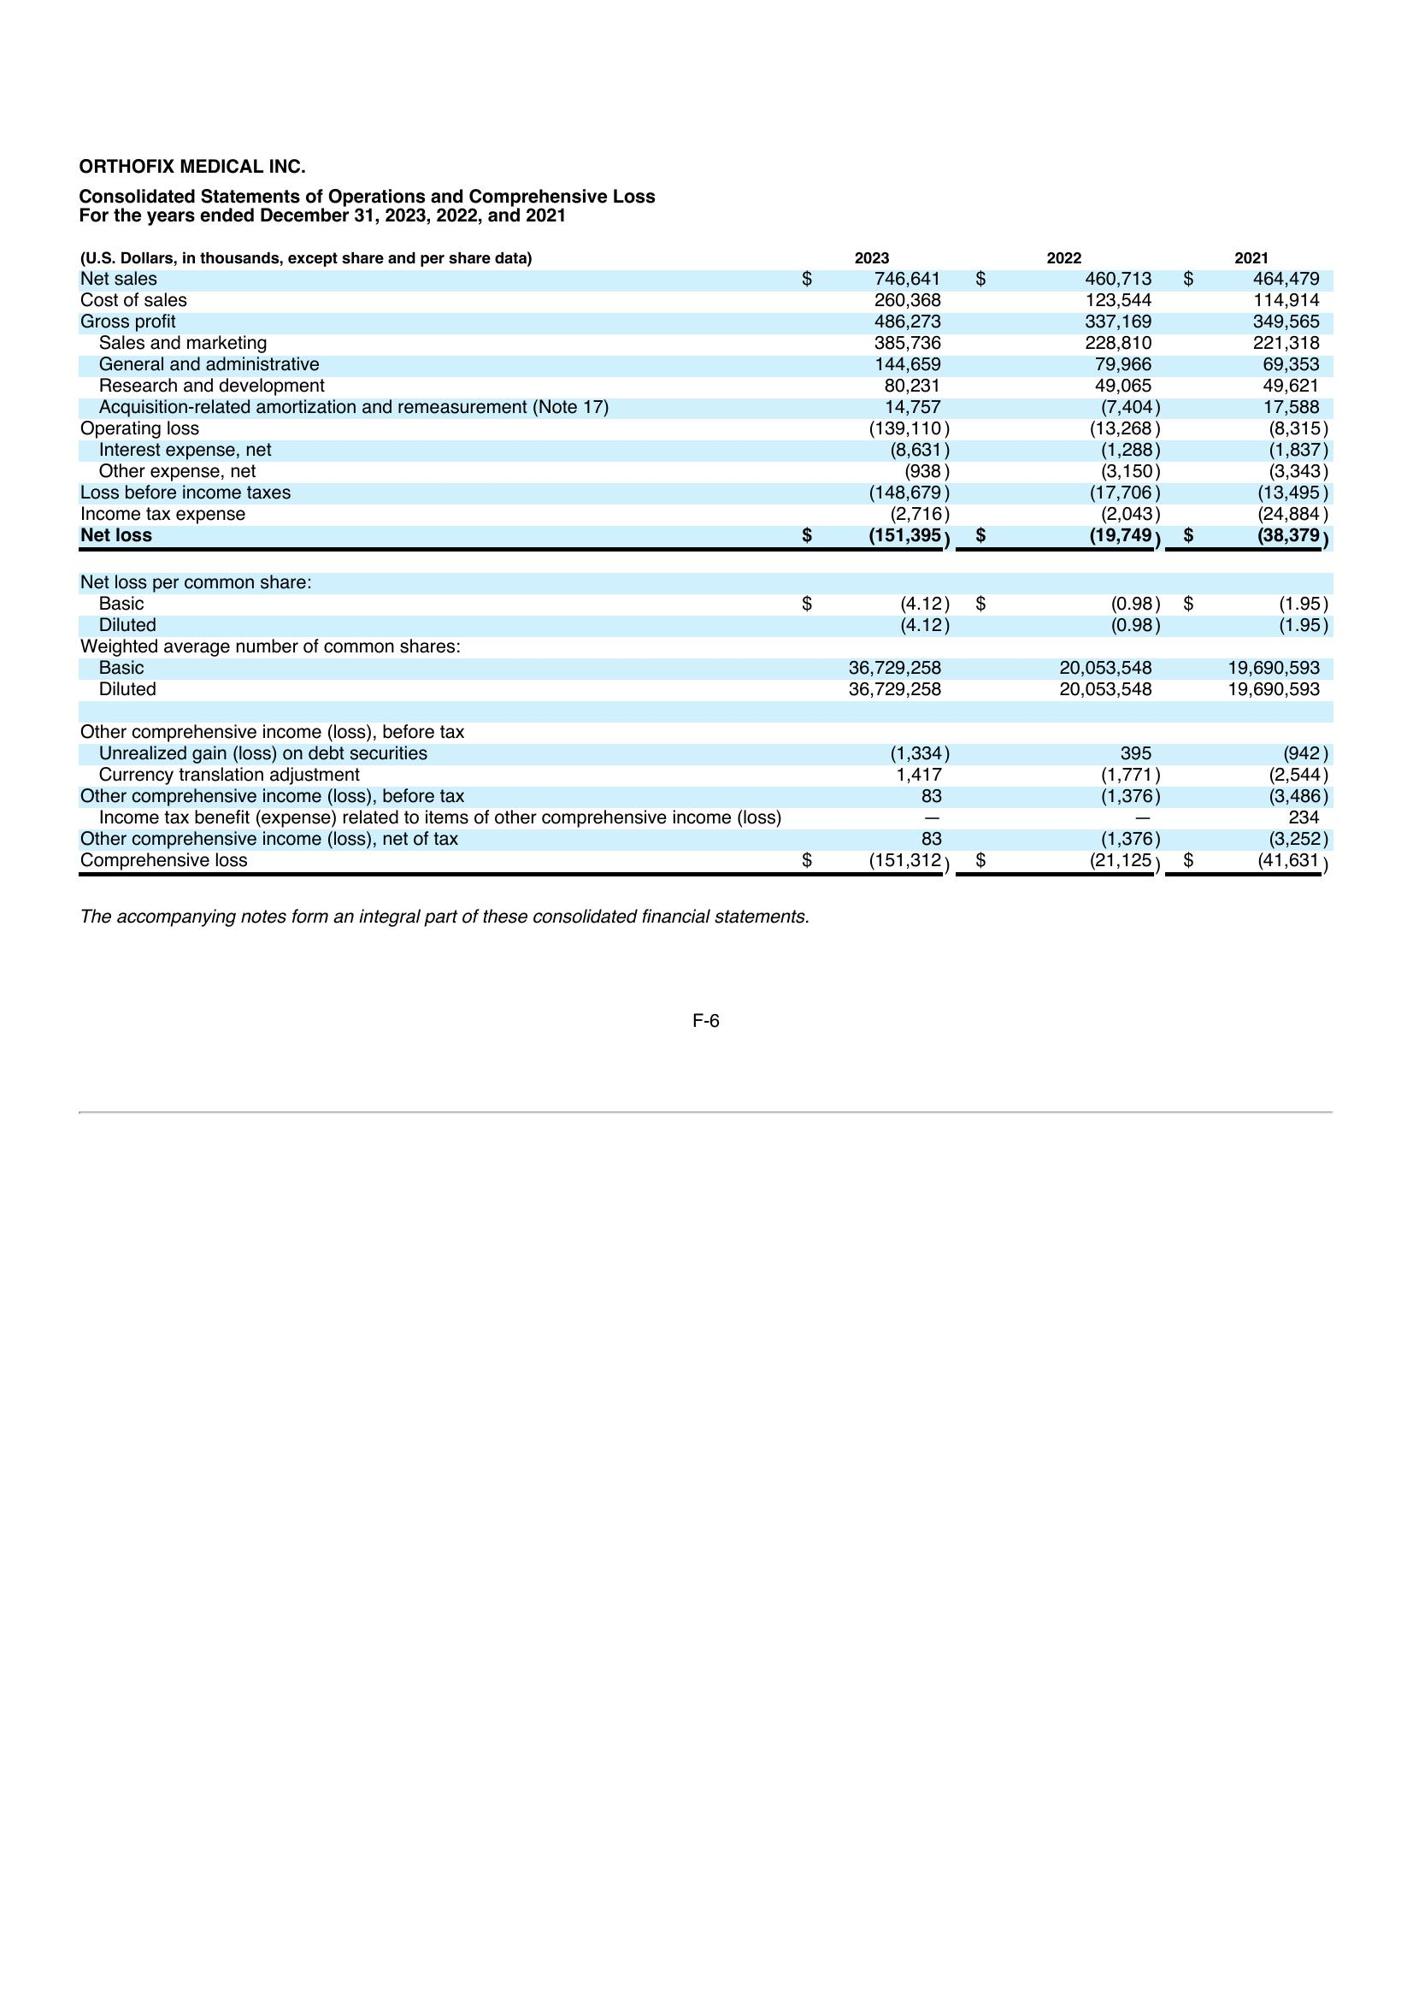 ORTHOFIX MEDICAL INC.
Consolidated Statements of Operations and Comprehensive Loss
For the years ended December 31, 2023, 2022, and 2021
(U.S. Dollars, in thousands, except share and per share data) 2023 2022 2021
Net sales $ 746,641 $ 460,713 $ 464,479
Cost of sales 260,368 123,544 114,914
Gross profit 486,273 337,169 349,565
Sales and marketing 385,736 228,810 221,318
General and administrative 144,659 79,966 69,353
Research and development 80,231 49,065 49,621
Acquisition-related amortization and remeasurement (Note 17) 14,757 (7,404) 17,588
Operating loss (139,110) (13,268) (8,315)
Interest expense, net (8,631) (1,288) (1,837)
Other expense, net (938) (3,150) (3,343)
Loss before income taxes (148,679) (17,706) (13,495)
Income tax expense (2,716) (2,043) (24,884)
Net loss $ (151,395) $ (19,749) $ (38,379)
Net loss per common share:
Basic $ (4.12) $ (0.98) $ (1.95)
Diluted (4.12) (0.98) (1.95)
Weighted average number of common shares:
Basic 36,729,258 20,053,548 19,690,593
Diluted 36,729,258 20,053,548 19,690,593
Other comprehensive income (loss), before tax
Unrealized gain (loss) on debt securities (1,334) 395 (942)
Currency translation adjustment 1,417 (1,771) (2,544)
Other comprehensive income (loss), before tax 83 (1,376) (3,486)
Income tax benefit (expense) related to items of other comprehensive income (loss) — — 234
Other comprehensive income (loss), net of tax 83 (1,376) (3,252)
Comprehensive loss $ (151,312) $ (21,125) $ (41,631)
The accompanying notes form an integral part of these consolidated financial statements.
F-6